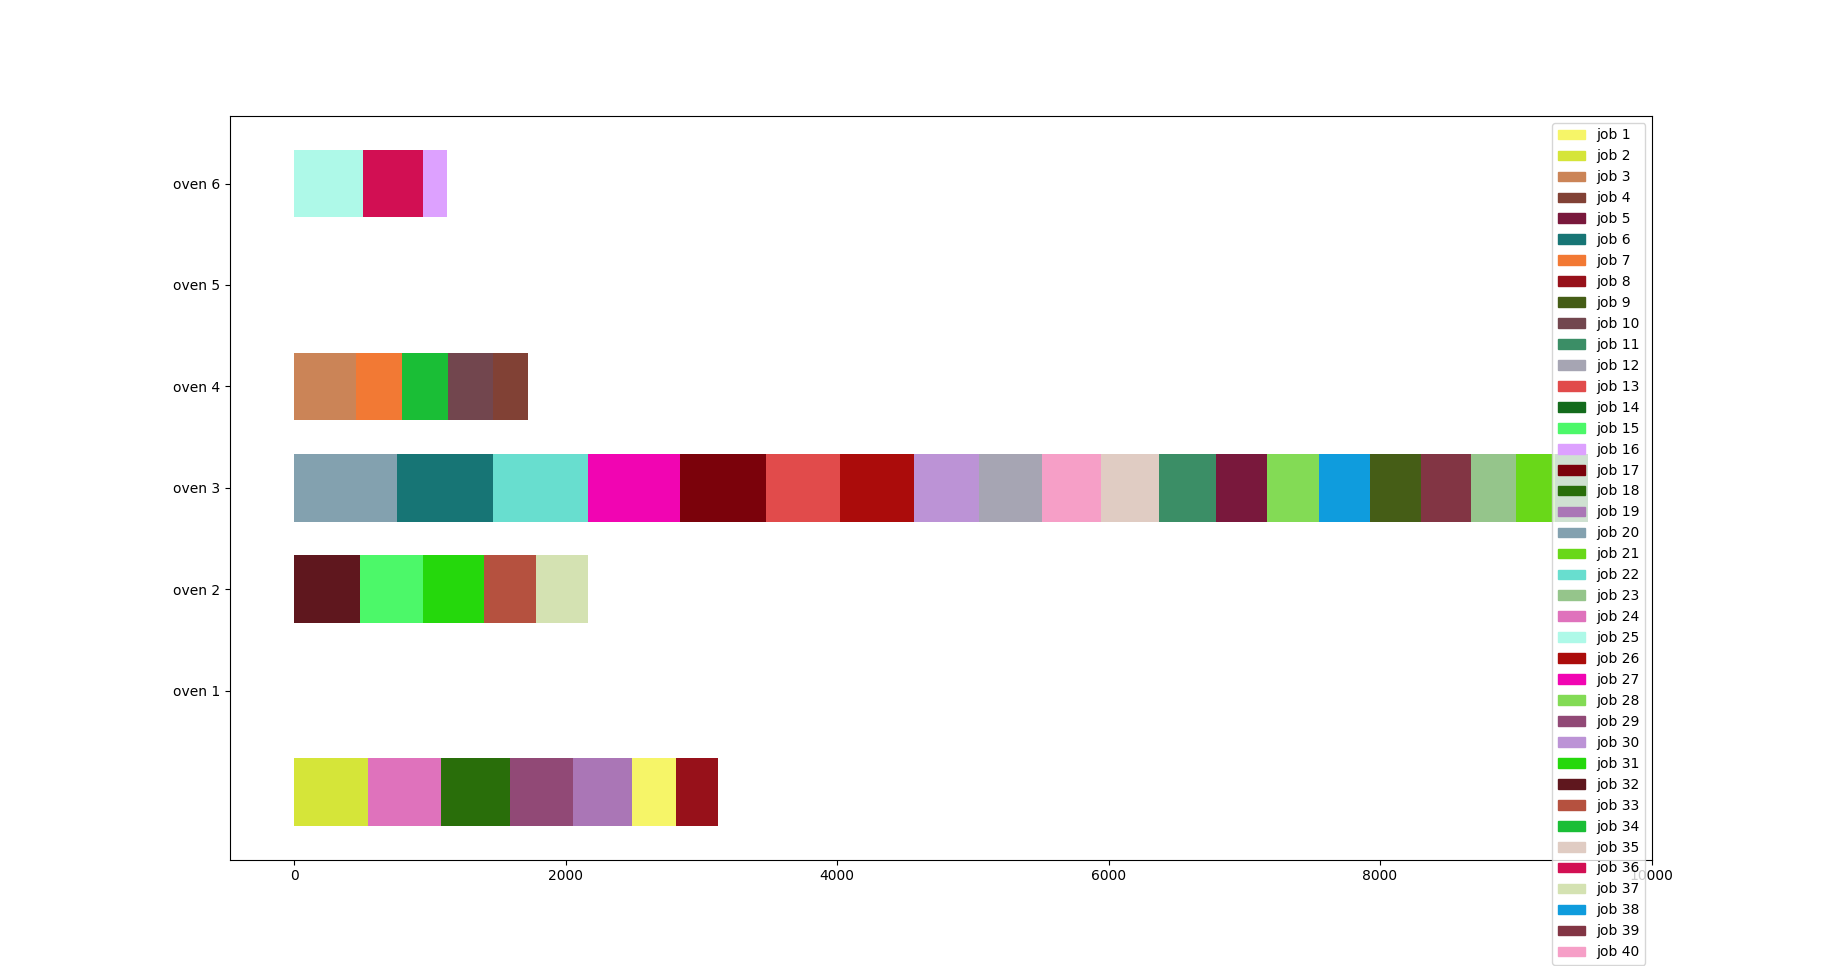 oven 6
oven 5
oven 4
oven 3
oven 2
oven 1
0
2000
4000
6000
8000
10000
job 1
job 2
job 3
job 4
job 5
job 6
job 7
job 8
job 9
job 10
job 11
job 12
job 13
job 14
job 15
job 16
job 17
job 18
job 19
job 20
job 21
job 22
job 23
job 24
job 25
job 26
job 27
job 28
job 29
job 30
job 31
job 32
job 33
job 34
job 35
job 36
job 37
job 38
job 39
job 40